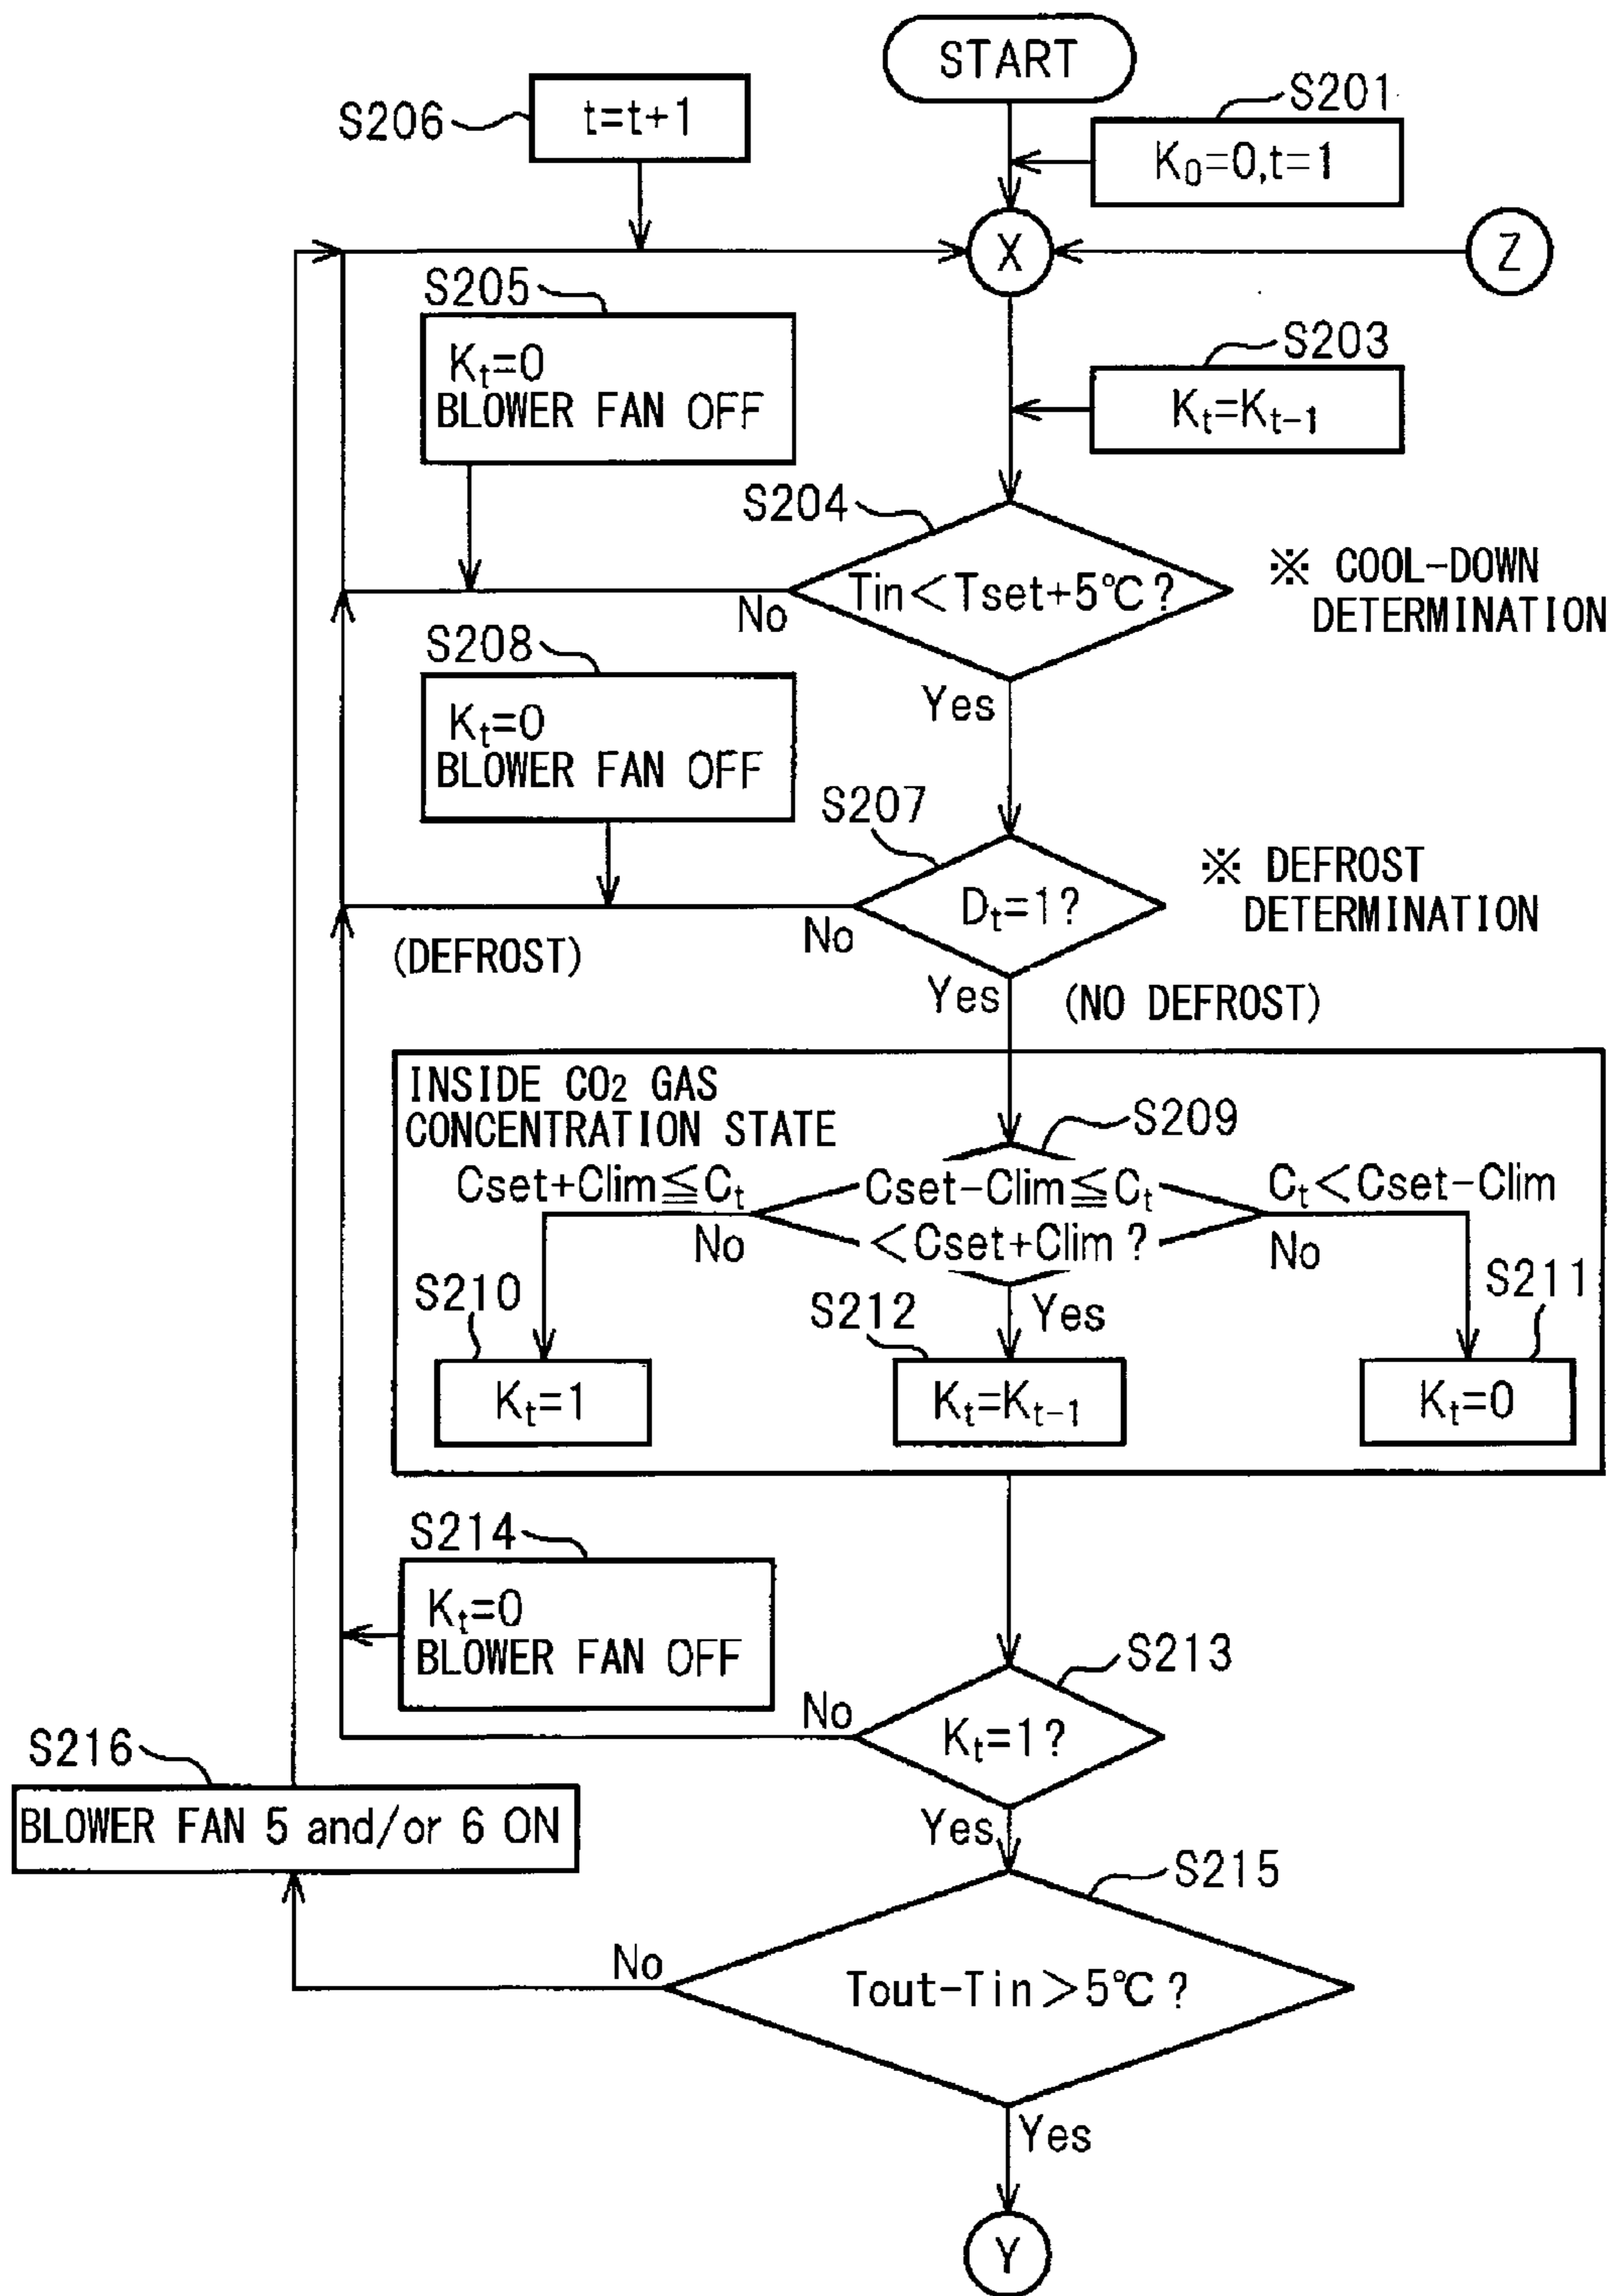 START
S201
S206
t=t+1
K₀=0,t=1
X
Z
S205
Kₜ=0
BLOWER FAN OFF
S203
Kₜ=Kₜ₋₁
S204
Tin<Tset+5℃?
※ COOL-DOWN
DETERMINATION
No
Yes
S208
Kₜ=0
BLOWER FAN OFF
S207
Dₜ=1?
※ DEFROST
DETERMINATION
No
(DEFROST)
Yes
(NO DEFROST)
INSIDE CO₂ GAS
CONCENTRATION STATE
S209
Cset+Clim≦Cₜ
Cset-Clim≦Cₜ
<Cset+Clim?
Cₜ<Cset-Clim
No
No
Yes
S210
S212
S211
Kₜ=1
Kₜ=Kₜ₋₁
Kₜ=0
S214
Kₜ=0
BLOWER FAN OFF
S213
Kₜ=1?
No
Yes
S216
BLOWER FAN 5 and/or 6 ON
S215
Tout-Tin>5℃?
No
Yes
Y